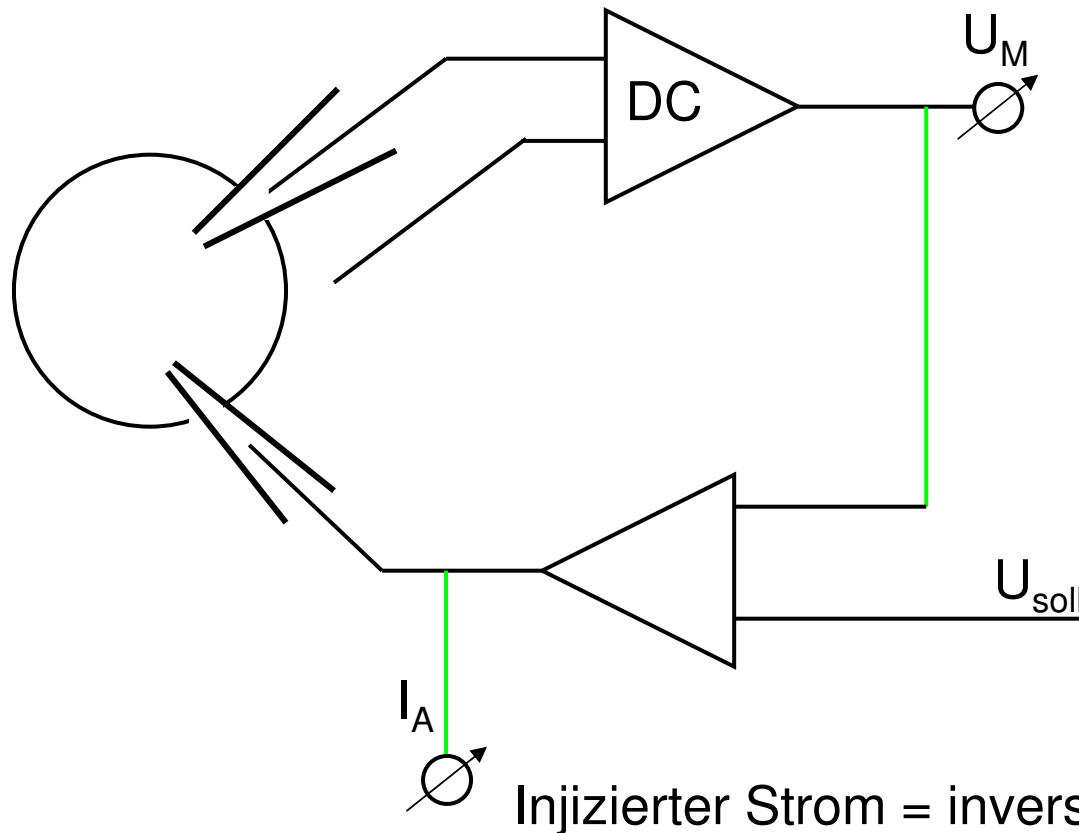 U_M
DC
U_soll
I_A
Injizierter Strom = invers